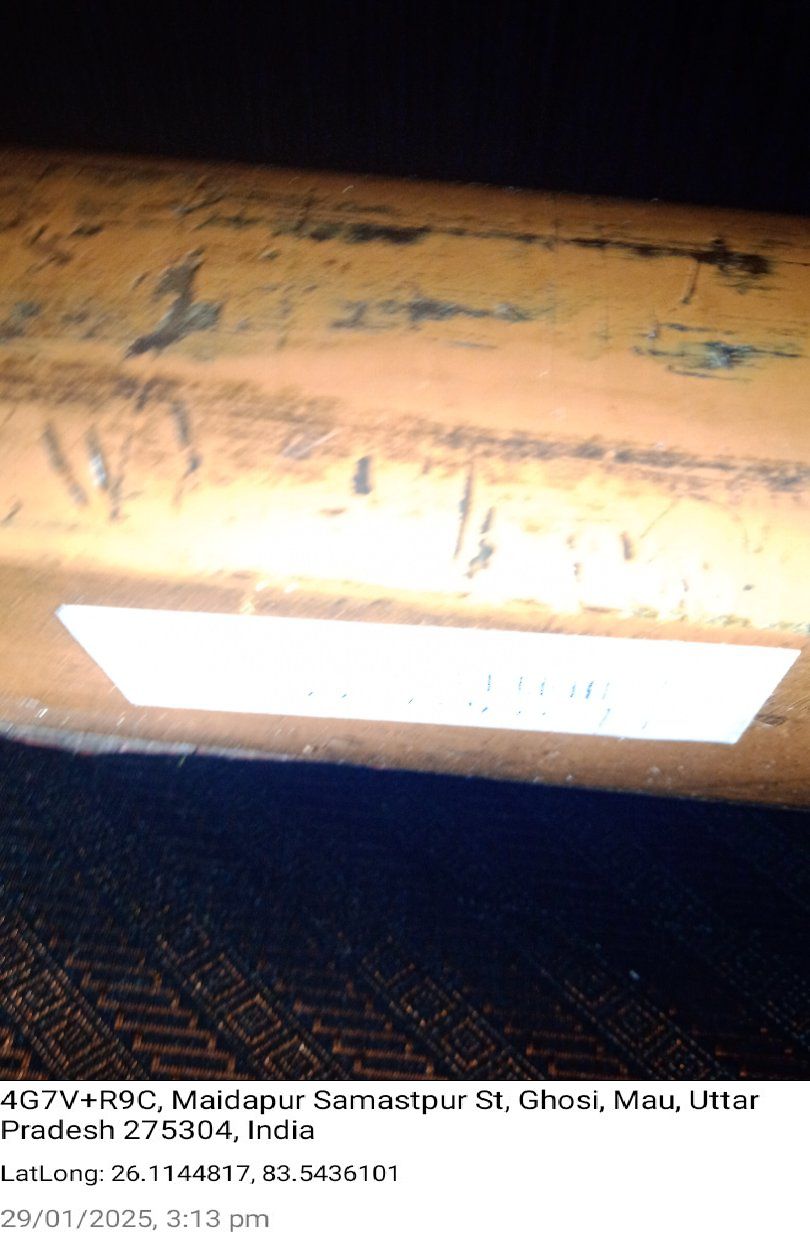 4G7V+R9C, Maidapur Samastpur St, Ghosi, Mau, Uttar
Pradesh 275304, India
LatLong: 26.1144817, 83.5436101
29/01/2025, 3:13 pm